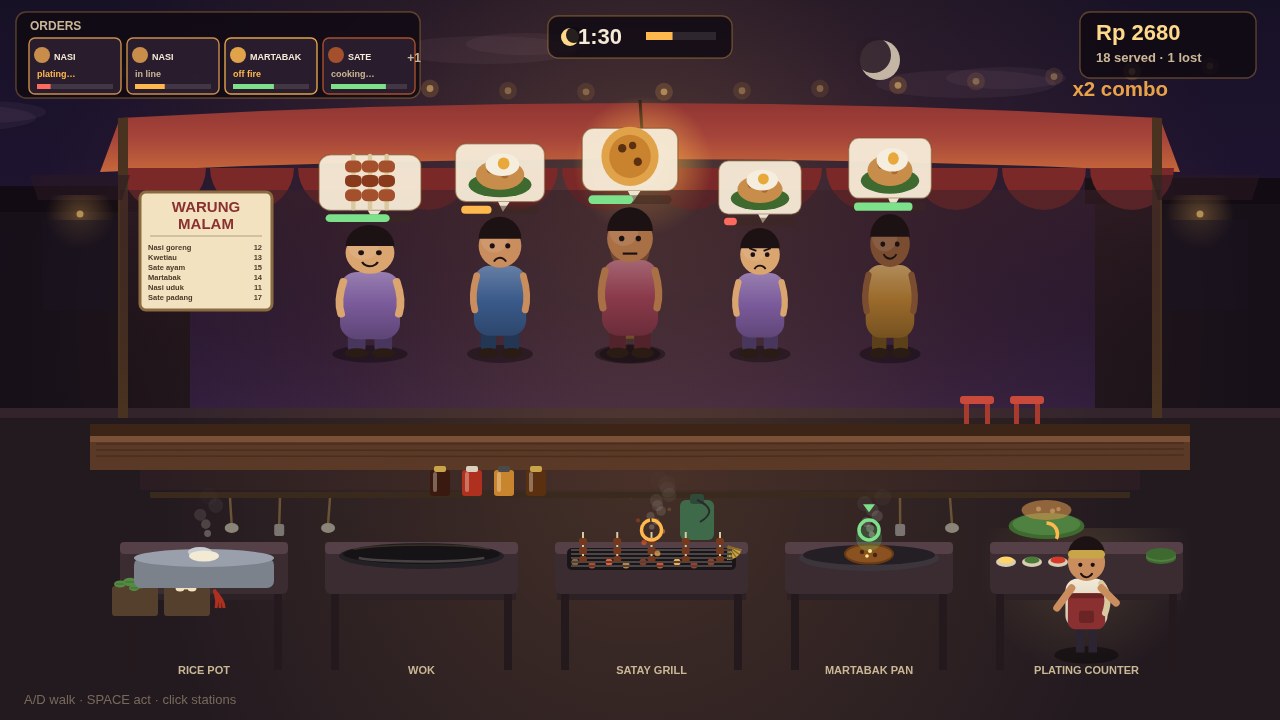 ORDERS
NASI
plating…
NASI
in line
MARTABAK
off fire
SATE
cooking…
+1
1:30
Rp 2680
18 served · 1 lost
x2 combo
WARUNG
MALAM
Nasi goreng 12
Kwetiau 13
Sate ayam 15
Martabak 14
Nasi uduk 11
Sate padang 17
RICE POT
WOK
SATAY GRILL
MARTABAK PAN
PLATING COUNTER
A/D walk · SPACE act · click stations